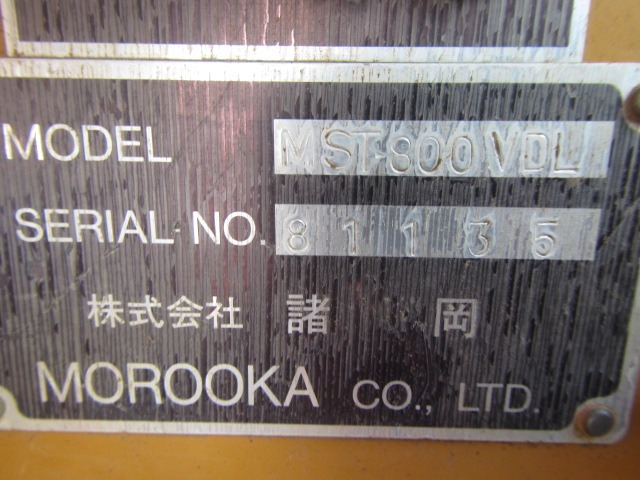 MODEL MST-800VDL
SERIAL NO. 81135
株式会社 諸岡
MOROOKA CO., LTD.